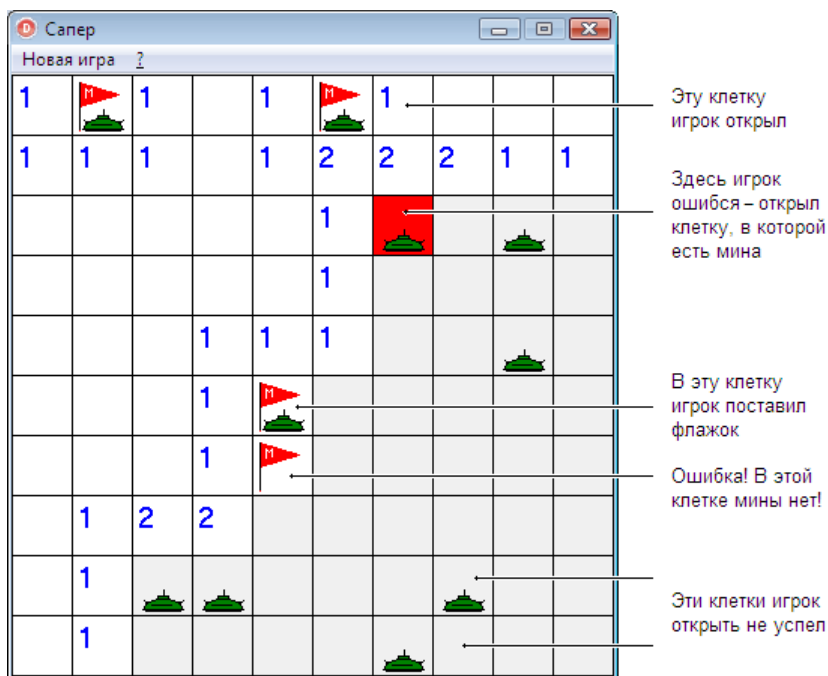 Сапер
Новая игра ?
1 М 1 1 М 1
1 1 1 1 2 2 2 1 1
1
1
1 1 1
1 М
1 М
1 2 2
1
1
Эту клетку
игрок открыл
Здесь игрок
ошибся – открыл
клетку, в которой
есть мина
В эту клетку
игрок поставил
флажок
Ошибка! В этой
клетке мины нет!
Эти клетки игрок
открыть не успел